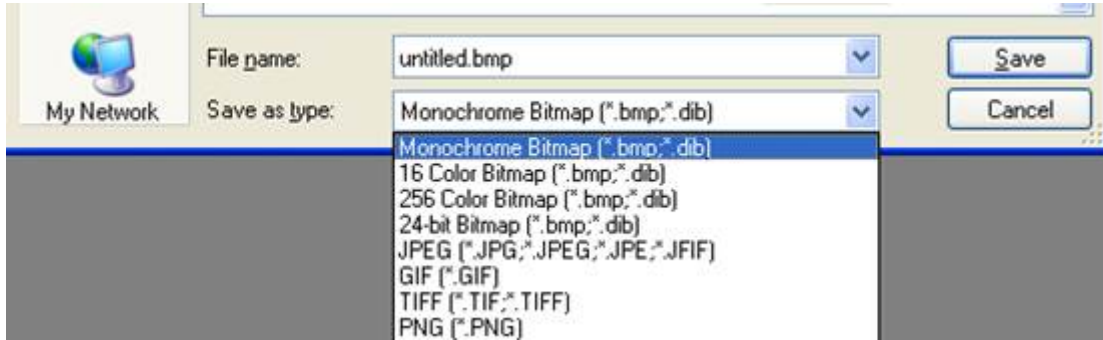 File name:
untitled.bmp
Save
My Network
Save as type:
Monochrome Bitmap (*.bmp;*.dib)
Cancel
Monochrome Bitmap (*.bmp;*.dib)
16 Color Bitmap (*.bmp;*.dib)
256 Color Bitmap (*.bmp;*.dib)
24-bit Bitmap (*.bmp;*.dib)
JPEG (*.JPG;*.JPEG;*.JPE;*.JFIF)
GIF (*.GIF)
TIFF (*.TIF;*.TIFF)
PNG (*.PNG)